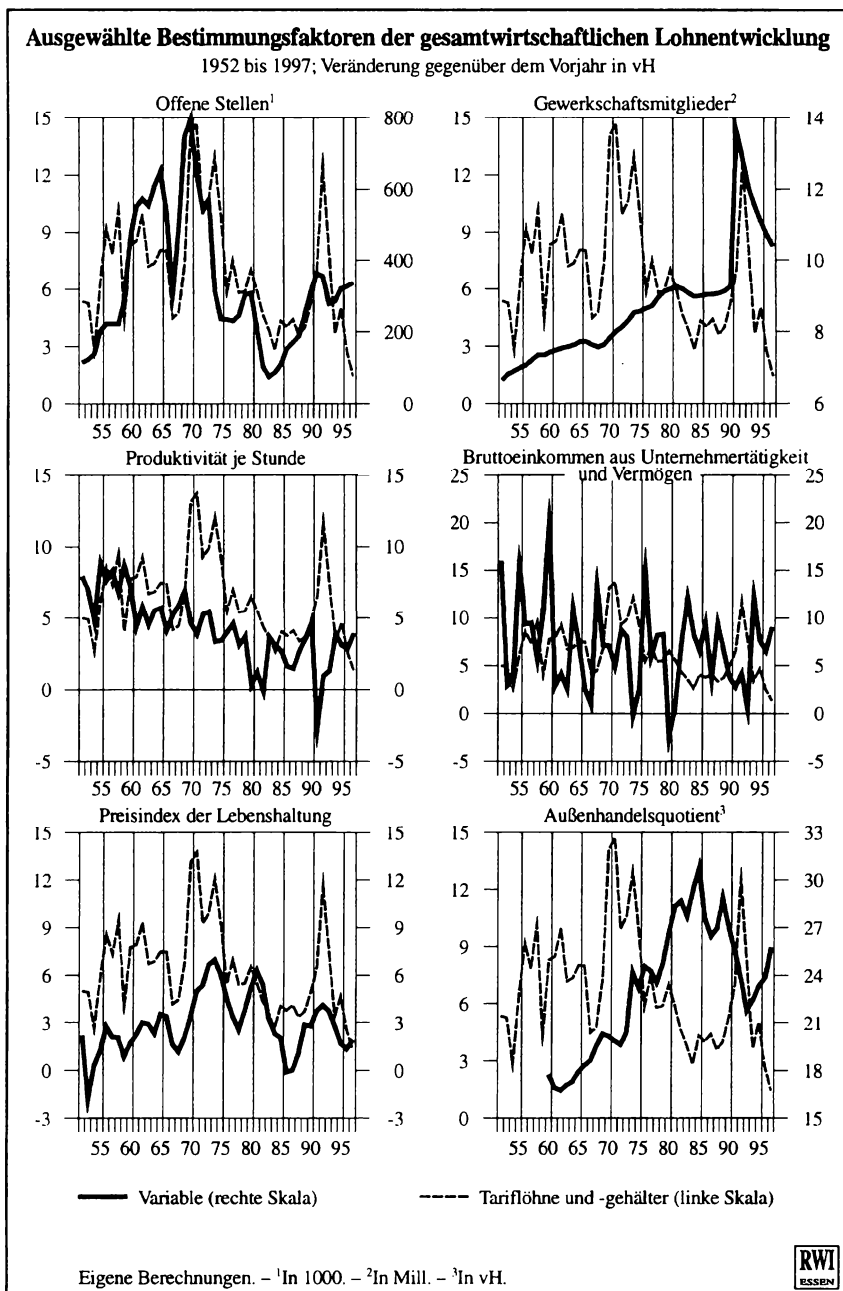 Ausgewählte Bestimmungsfaktoren der gesamtwirtschaftlichen Lohnentwicklung
1952 bis 1997; Veränderung gegenüber dem Vorjahr in vH
Offene Stellen¹
15 800
12 600
9 400
6
3 200
0 0
55 60 65 70 75 80 85 90 95
Gewerkschaftsmitglieder²
15 14
12 12
9 10
6
3 8
0 6
55 60 65 70 75 80 85 90 95
Produktivität je Stunde
15 15
10 10
5 5
0 0
-5 -5
55 60 65 70 75 80 85 90 95
Bruttoeinkommen aus Unternehmertätigkeit
und Vermögen
25 25
20 20
15 15
10 10
5 5
0 0
-5 -5
55 60 65 70 75 80 85 90 95
Preisindex der Lebenshaltung
15 15
12 12
9 9
6 6
3 3
0 0
-3 -3
55 60 65 70 75 80 85 90 95
Außenhandelsquotient³
15 33
30
12 27
9 24
6 21
3 18
0 15
55 60 65 70 75 80 85 90 95
Variable (rechte Skala)
Tariflöhne und -gehälter (linke Skala)
Eigene Berechnungen. – ¹In 1000. – ²In Mill. – ³In vH.
RWI
ESSEN